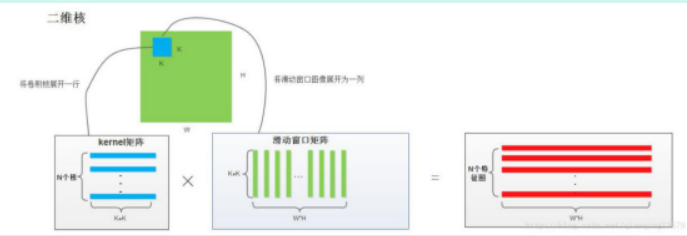 二维核
K
K
将卷积核展开一行
H
将滑动窗口图像展开为一列
W
kernel矩阵
滑动窗口矩阵
N个核
K*K
×
K*K
...
W*H
=
N个特
征图
W*H